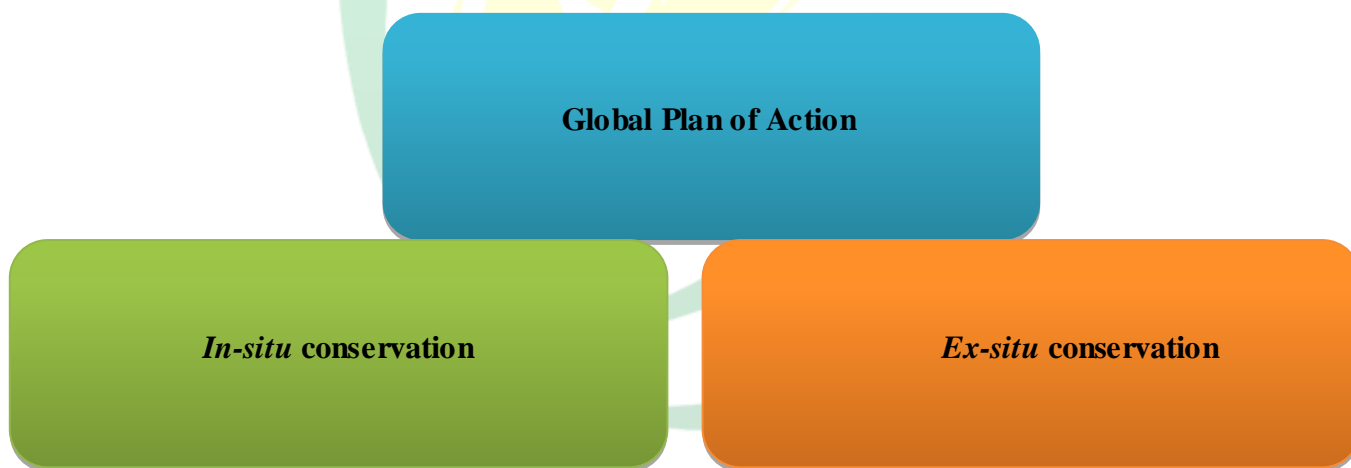 Global Plan of Action
In-situ conservation
Ex-situ conservation